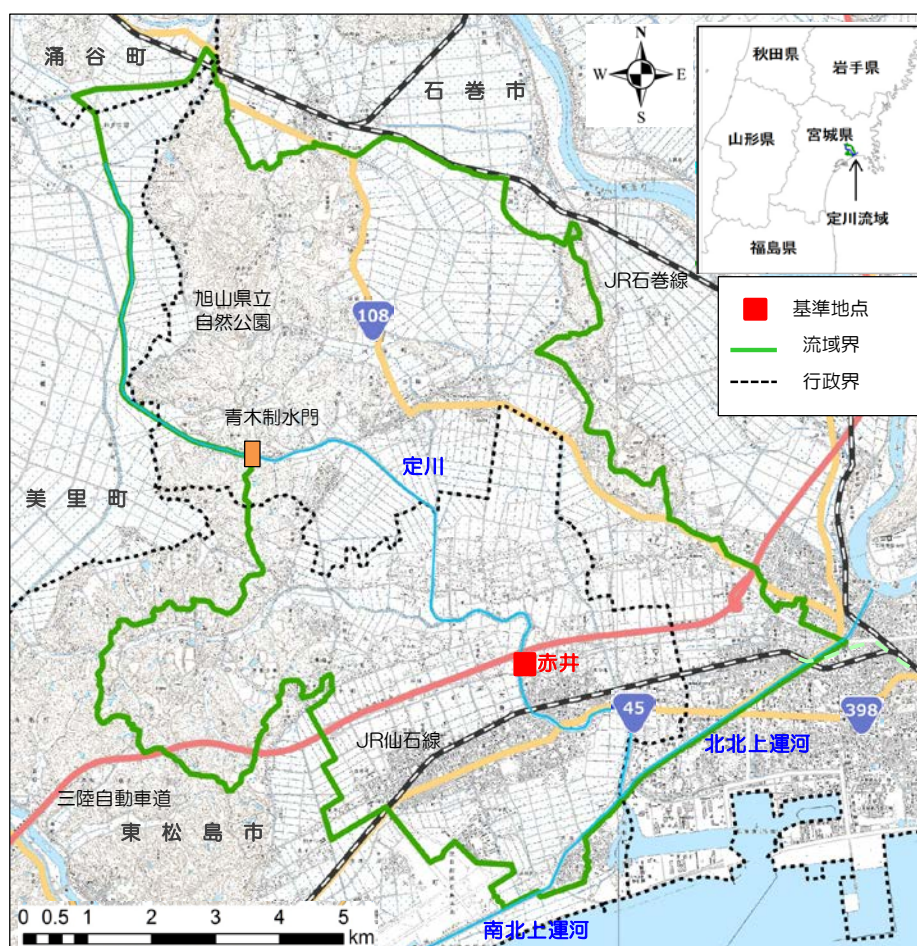 涌谷町
石巻市
N
W E
S
秋田県
岩手県
山形県
宮城県
定川流域
福島県
基準地点
流域界
行政界
JR石巻線
旭山県立
自然公園
108
青木制水門
定川
美里町
赤井
45
398
JR仙石線
北北上運河
三陸自動車道
東松島市
南北上運河
0 0.5 1 2 3 4 5
km